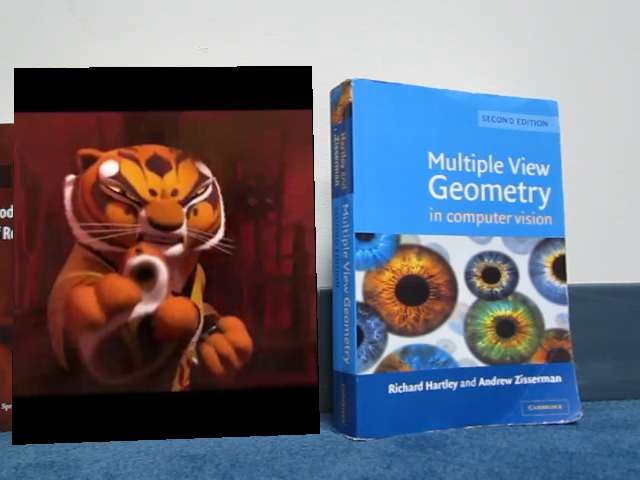 SECOND EDITION
Multiple View
Geometry
in computer vision
Richard Hartley and Andrew Zisserman
CAMBRIDGE
Hartley and
Zisserman
Multiple View Geometry